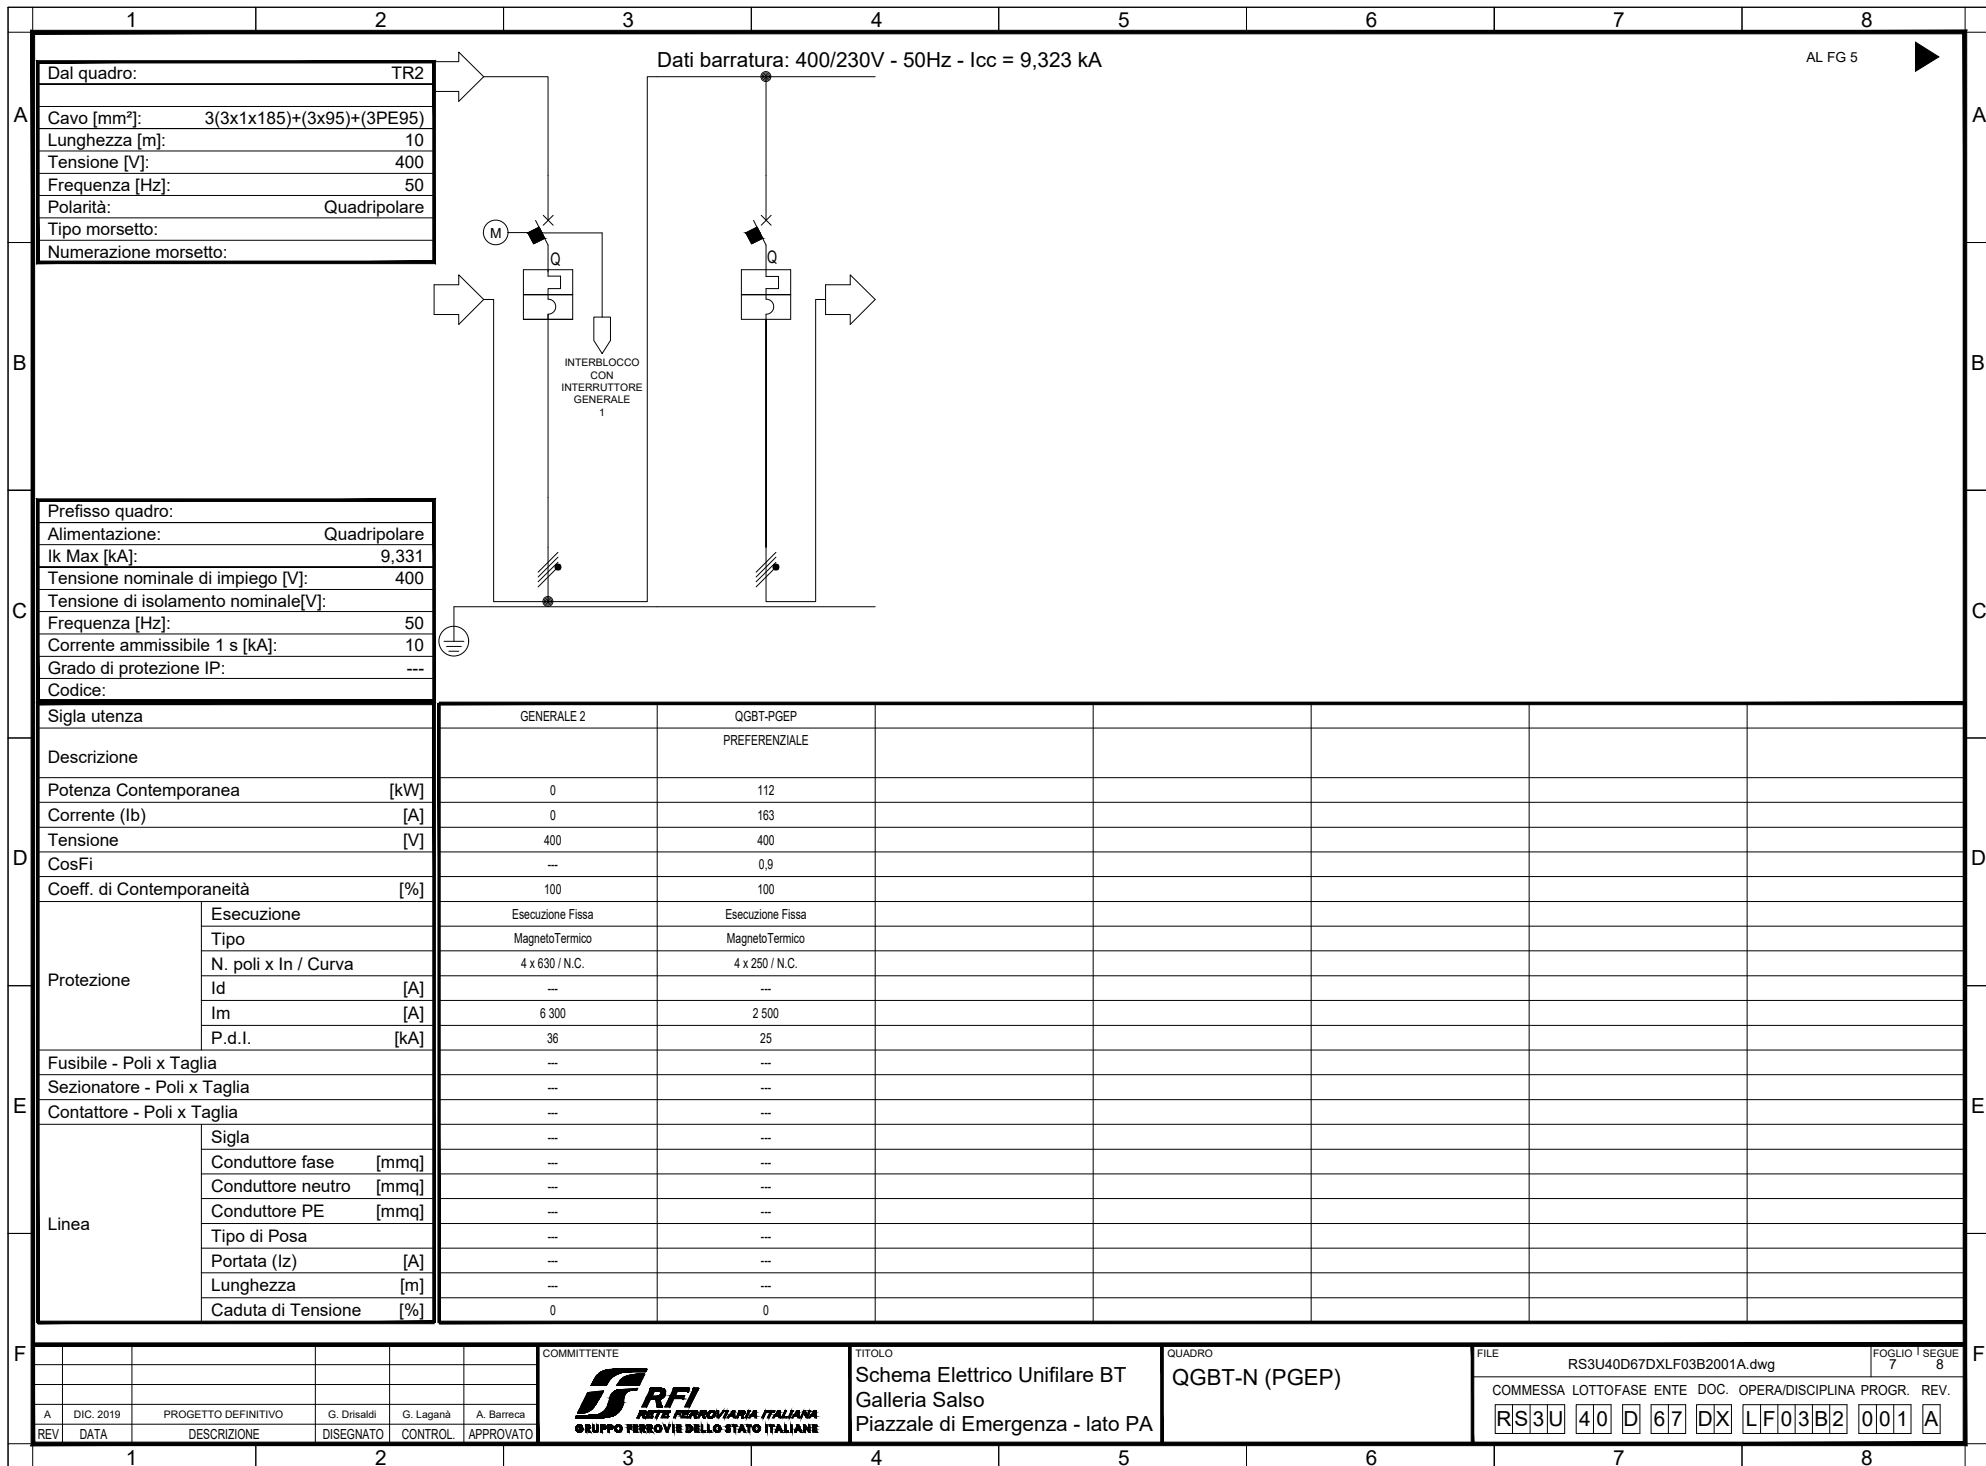 1 2 3 4 5 6 7 8
Dati barratura: 400/230V - 50Hz - Icc = 9,323 kA
AL FG 5
Dal quadro: TR2
Cavo [mm²]: 3(3x1x185)+(3x95)+(3PE95)
Lunghezza [m]: 10
Tensione [V]: 400
Frequenza [Hz]: 50
Polarità: Quadripolare
Tipo morsetto:
Numerazione morsetto:
A A
M
Q Q
INTERBLOCCO
CON
INTERRUTTORE
GENERALE
1
B B
Prefisso quadro:
Alimentazione: Quadripolare
Ik Max [kA]: 9,331
Tensione nominale di impiego [V]: 400
Tensione di isolamento nominale[V]:
Frequenza [Hz]: 50
Corrente ammissibile 1 s [kA]: 10
Grado di protezione IP: ---
Codice:
C C
Sigla utenza GENERALE 2 QGBT-PGEP
Descrizione PREFERENZIALE
Potenza Contemporanea [kW] 0 112
Corrente (Ib) [A] 0 163
Tensione [V] 400 400
D D
CosFi --- 0,9
Coeff. di Contemporaneità [%] 100 100
Protezione
Esecuzione Esecuzione Fissa Esecuzione Fissa
Tipo MagnetoTermico MagnetoTermico
N. poli x In / Curva 4 x 630 / N.C. 4 x 250 / N.C.
Id [A] --- ---
Im [A] 6 300 2 500
P.d.I. [kA] 36 25
Fusibile - Poli x Taglia --- ---
Sezionatore - Poli x Taglia --- ---
Contattore - Poli x Taglia --- ---
E E
Linea
Sigla --- ---
Conduttore fase [mmq] --- ---
Conduttore neutro [mmq] --- ---
Conduttore PE [mmq] --- ---
Tipo di Posa --- ---
Portata (Iz) [A] --- ---
Lunghezza [m] --- ---
Caduta di Tensione [%] 0 0
F F
A DIC. 2019 PROGETTO DEFINITIVO G. Drisaldi G. Laganà A. Barreca
REV DATA DESCRIZIONE DISEGNATO CONTROL. APPROVATO
COMMITTENTE
RFI
RETE FERROVIARIA ITALIANA
GRUPPO FERROVIE DELLO STATO ITALIANE
TITOLO
Schema Elettrico Unifilare BT
Galleria Salso
Piazzale di Emergenza - lato PA
QUADRO
QGBT-N (PGEP)
FILE
RS3U40D67DXLF03B2001A.dwg
FOGLIO SEGUE
7 8
COMMESSA LOTTO FASE ENTE DOC. OPERA/DISCIPLINA PROGR. REV.
RS3U 40 D 67 DX LF03B2 001 A
1 2 3 4 5 6 7 8